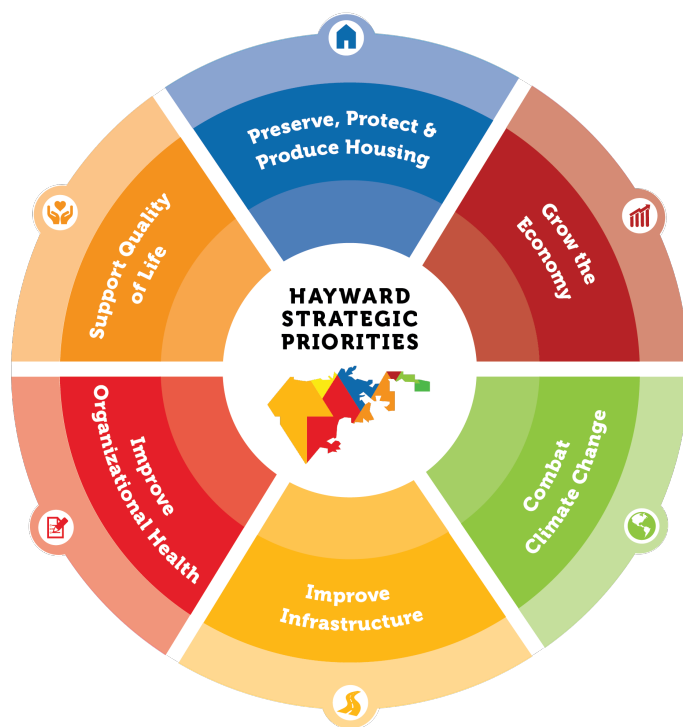 Preserve, Protect &
Produce Housing
Grow the
Economy
Combat
Climate Change
Improve
Infrastructure
Improve
Organizational Health
Support Quality
of Life
HAYWARD
STRATEGIC
PRIORITIES